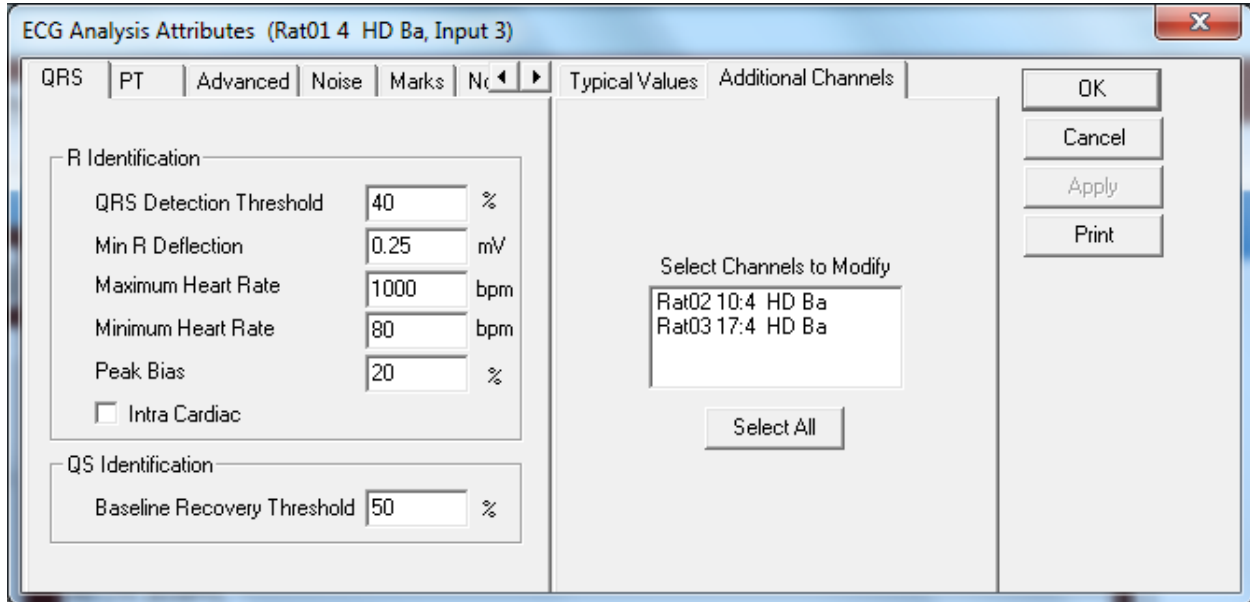 ECG Analysis Attributes (Rat01 4 HD Ba, Input 3)
QRS PT Advanced Noise Marks
R Identification
QRS Detection Threshold 40 %
Min R Deflection 0.25 mV
Maximum Heart Rate 1000 bpm
Minimum Heart Rate 80 bpm
Peak Bias 20 %
Intra Cardiac
QS Identification
Baseline Recovery Threshold 50 %
Typical Values Additional Channels
Select Channels to Modify
Rat02 10:4 HD Ba
Rat03 17:4 HD Ba
Select All
OK
Cancel
Apply
Print